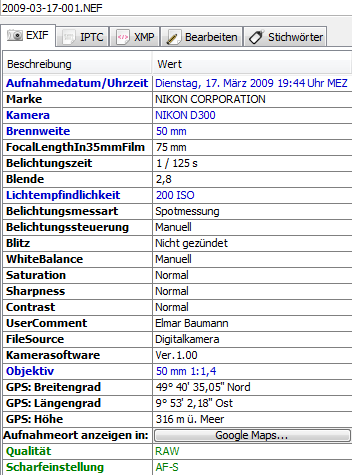 2009-03-17-001.NEF
EXIF IPTC XMP Bearbeiten Stichwörter
Beschreibung Wert
Aufnahmedatum/Uhrzeit Dienstag, 17. März 2009 19:44 Uhr MEZ
Marke NIKON CORPORATION
Kamera NIKON D300
Brennweite 50 mm
FocalLengthIn35mmFilm 75 mm
Belichtungszeit 1 / 125 s
Blende 2,8
Lichtempfindlichkeit 200 ISO
Belichtungsmessart Spotmessung
Belichtungssteuerung Manuell
Blitz Nicht gezündet
WhiteBalance Manuell
Saturation Normal
Sharpness Normal
Contrast Normal
UserComment Elmar Baumann
FileSource Digitalkamera
Kamerasoftware Ver.1.00
Objektiv 50 mm 1:1,4
GPS: Breitengrad 49° 40' 35,05" Nord
GPS: Längengrad 9° 53' 2,18" Ost
GPS: Höhe 316 m ü. Meer
Aufnahmeort anzeigen in: Google Maps...
Qualität RAW
Scharfeinstellung AF-S